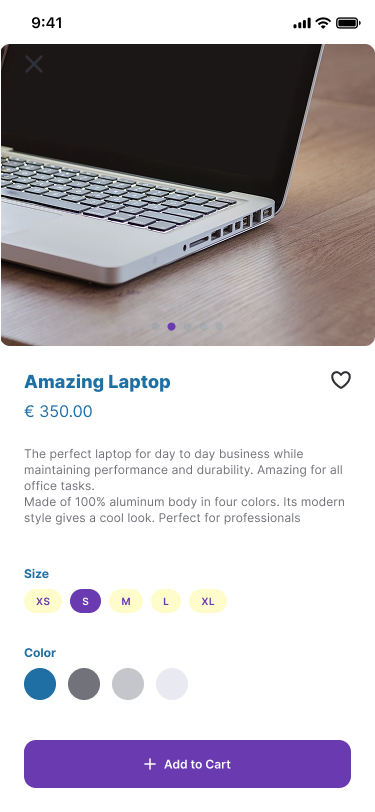 9:41
Amazing Laptop
€ 350.00
The perfect laptop for day to day business while
maintaining performance and durability. Amazing for all
office tasks.
Made of 100% aluminum body in four colors. Its modern
style gives a cool look. Perfect for professionals
Size
XS S M L XL
Color
Add to Cart